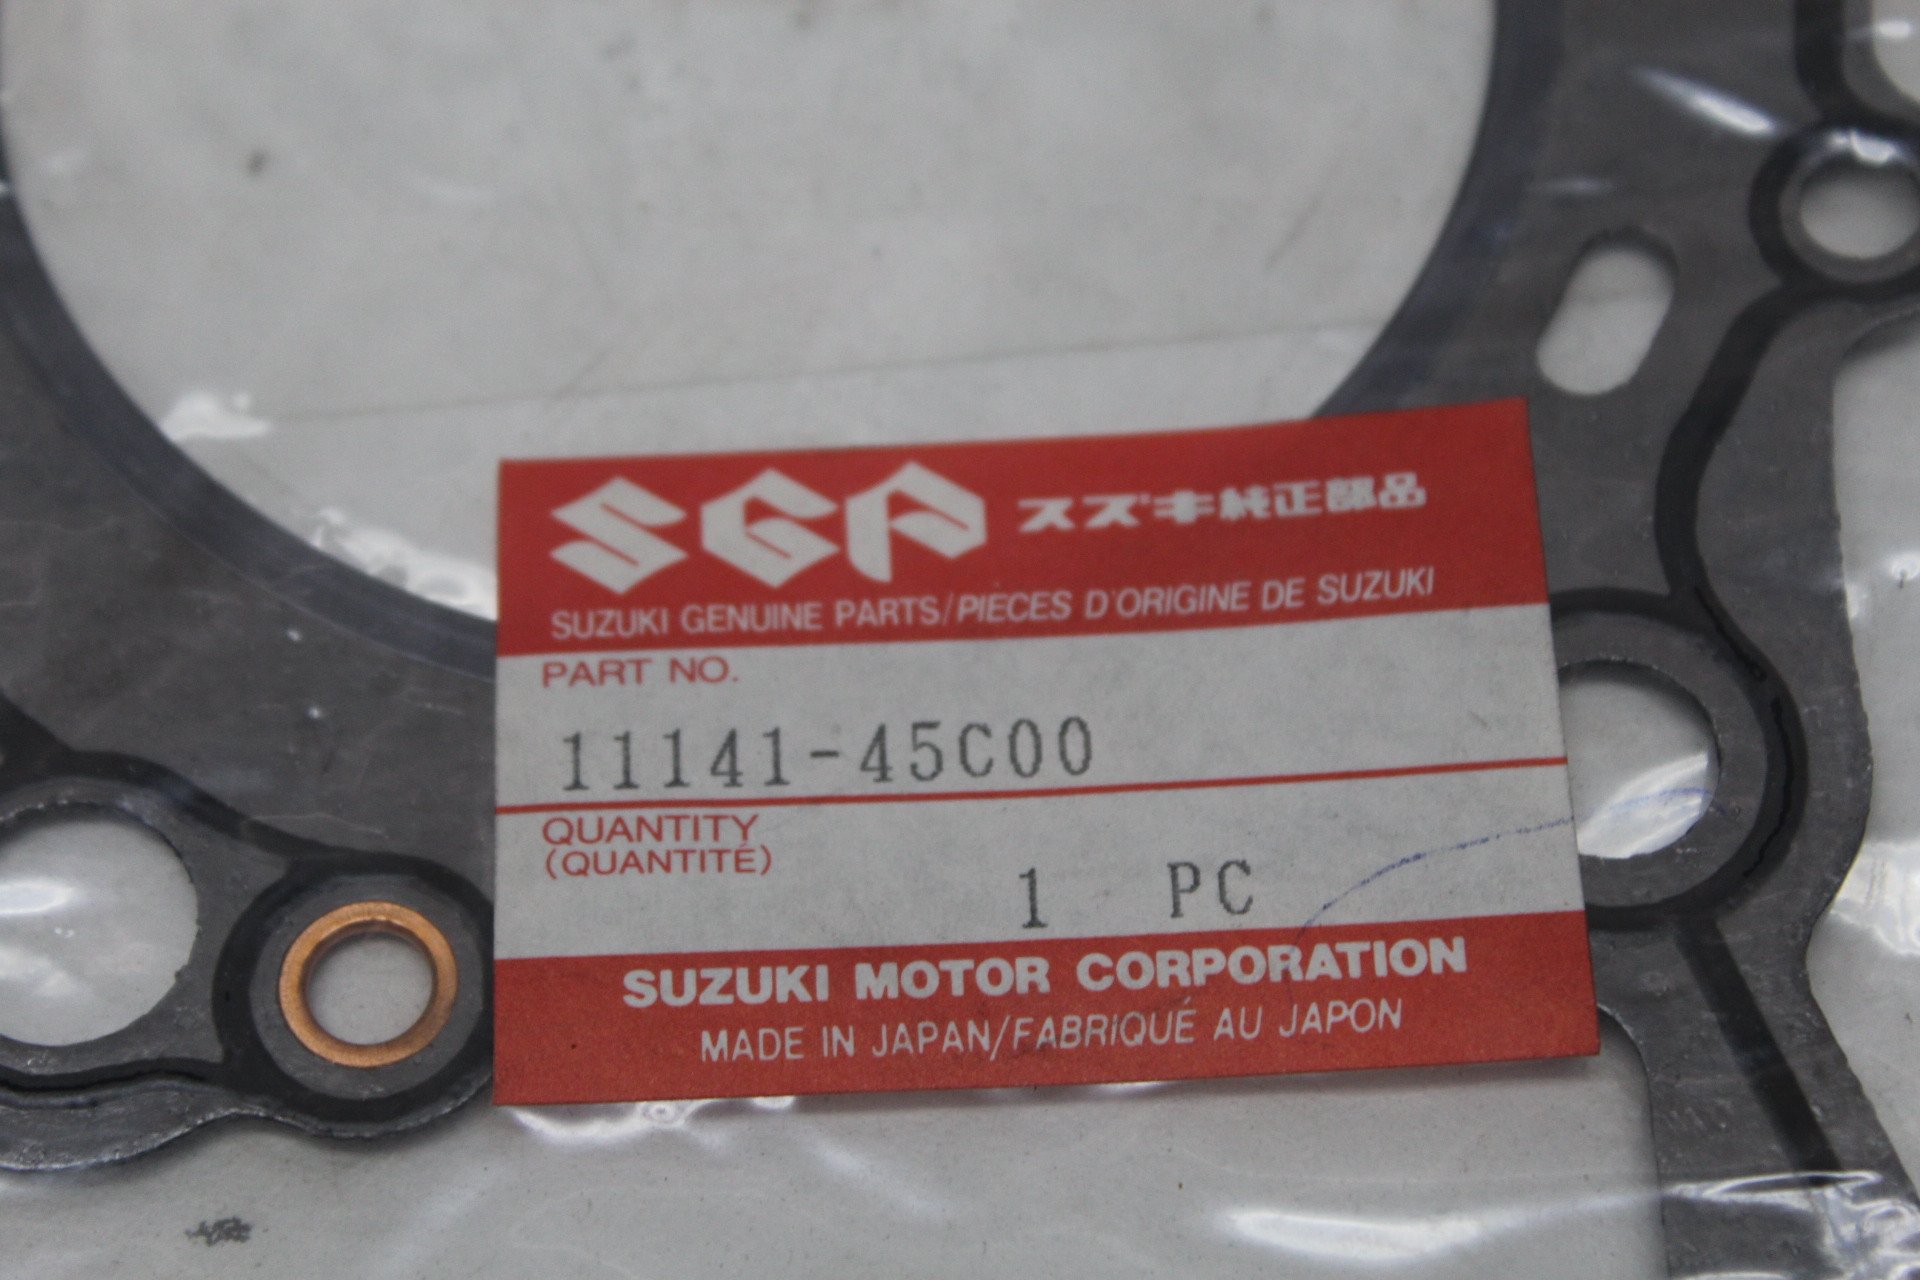 SGP スズキ純正部品
SUZUKI GENUINE PARTS/PIECES D'ORIGINE DE SUZUKI
PART NO.
11141-45C00
QUANTITY
(QUANTITÉ)
1 PC
SUZUKI MOTOR CORPORATION
MADE IN JAPAN/FABRIQUÉ AU JAPON